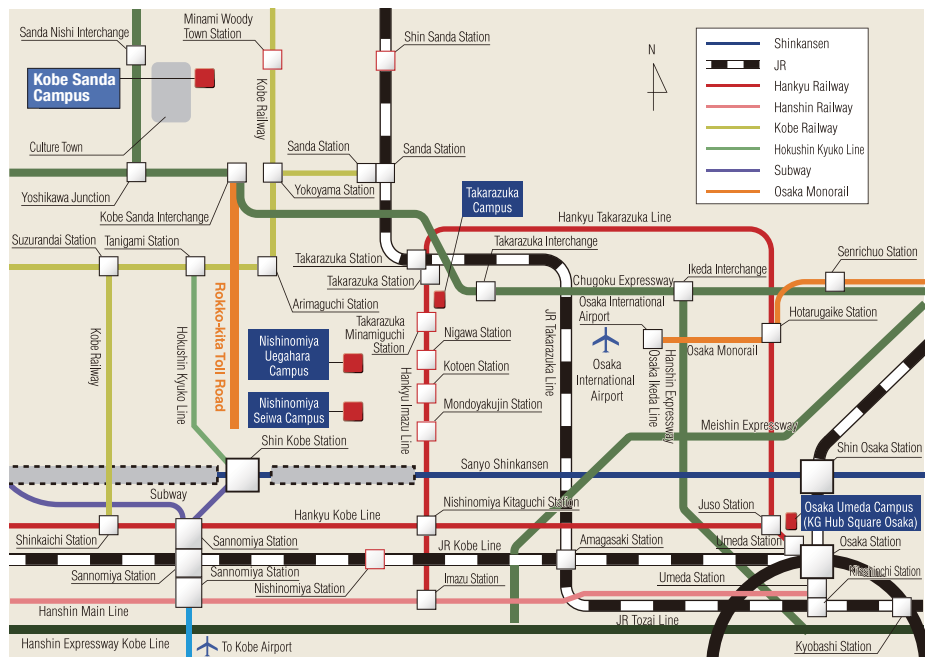 Sanda Nishi Interchange
Minami Woody
Town Station
Shin Sanda Station
N
Shinkansen
JR
Hankyu Railway
Hanshin Railway
Kobe Railway
Hokushin Kyuko Line
Subway
Osaka Monorail
Kobe Sanda
Campus
Kobe Railway
Culture Town
Sanda Station
Sanda Station
Yoshikawa Junction
Yokoyama Station
Kobe Sanda Interchange
Takarazuka
Campus
Hankyu Takarazuka Line
Suzurandai Station
Tanigami Station
Takarazuka Station
Takarazuka Interchange
Senrichuo Station
Takarazuka Station
Chugoku Expressway
Ikeda Interchange
Arimaguchi Station
Osaka International
Airport
Hotarugaike Station
Rokko-kita Toll Road
Takarazuka
Minamiguchi
Station
Nigawa Station
JR Takarazuka Line
Osaka
International
Airport
Osaka Monorail
Osaka Ikeda Line
Hanshin Expressway
Kobe Railway
Hokushin Kyuko Line
Nishinomiya
Uegahara
Campus
Kotoen Station
Hankyu Imazu Line
Nishinomiya
Seiwa Campus
Mondoyakujin Station
Meishin Expressway
Shin Kobe Station
Shin Osaka Station
Sanyo Shinkansen
Subway
Nishinomiya Kitaguchi Station
Juso Station
Osaka Umeda Campus
(KG Hub Square Osaka)
Hankyu Kobe Line
Shinkaichi Station
Sannomiya Station
JR Kobe Line
Amagasaki Station
Umeda Station
Osaka Station
Sannomiya Station
Sannomiya Station
Nishinomiya Station
Imazu Station
Umeda Station
Kitashinchi Station
Hanshin Main Line
JR Tozai Line
Kyobashi Station
Hanshin Expressway Kobe Line
To Kobe Airport